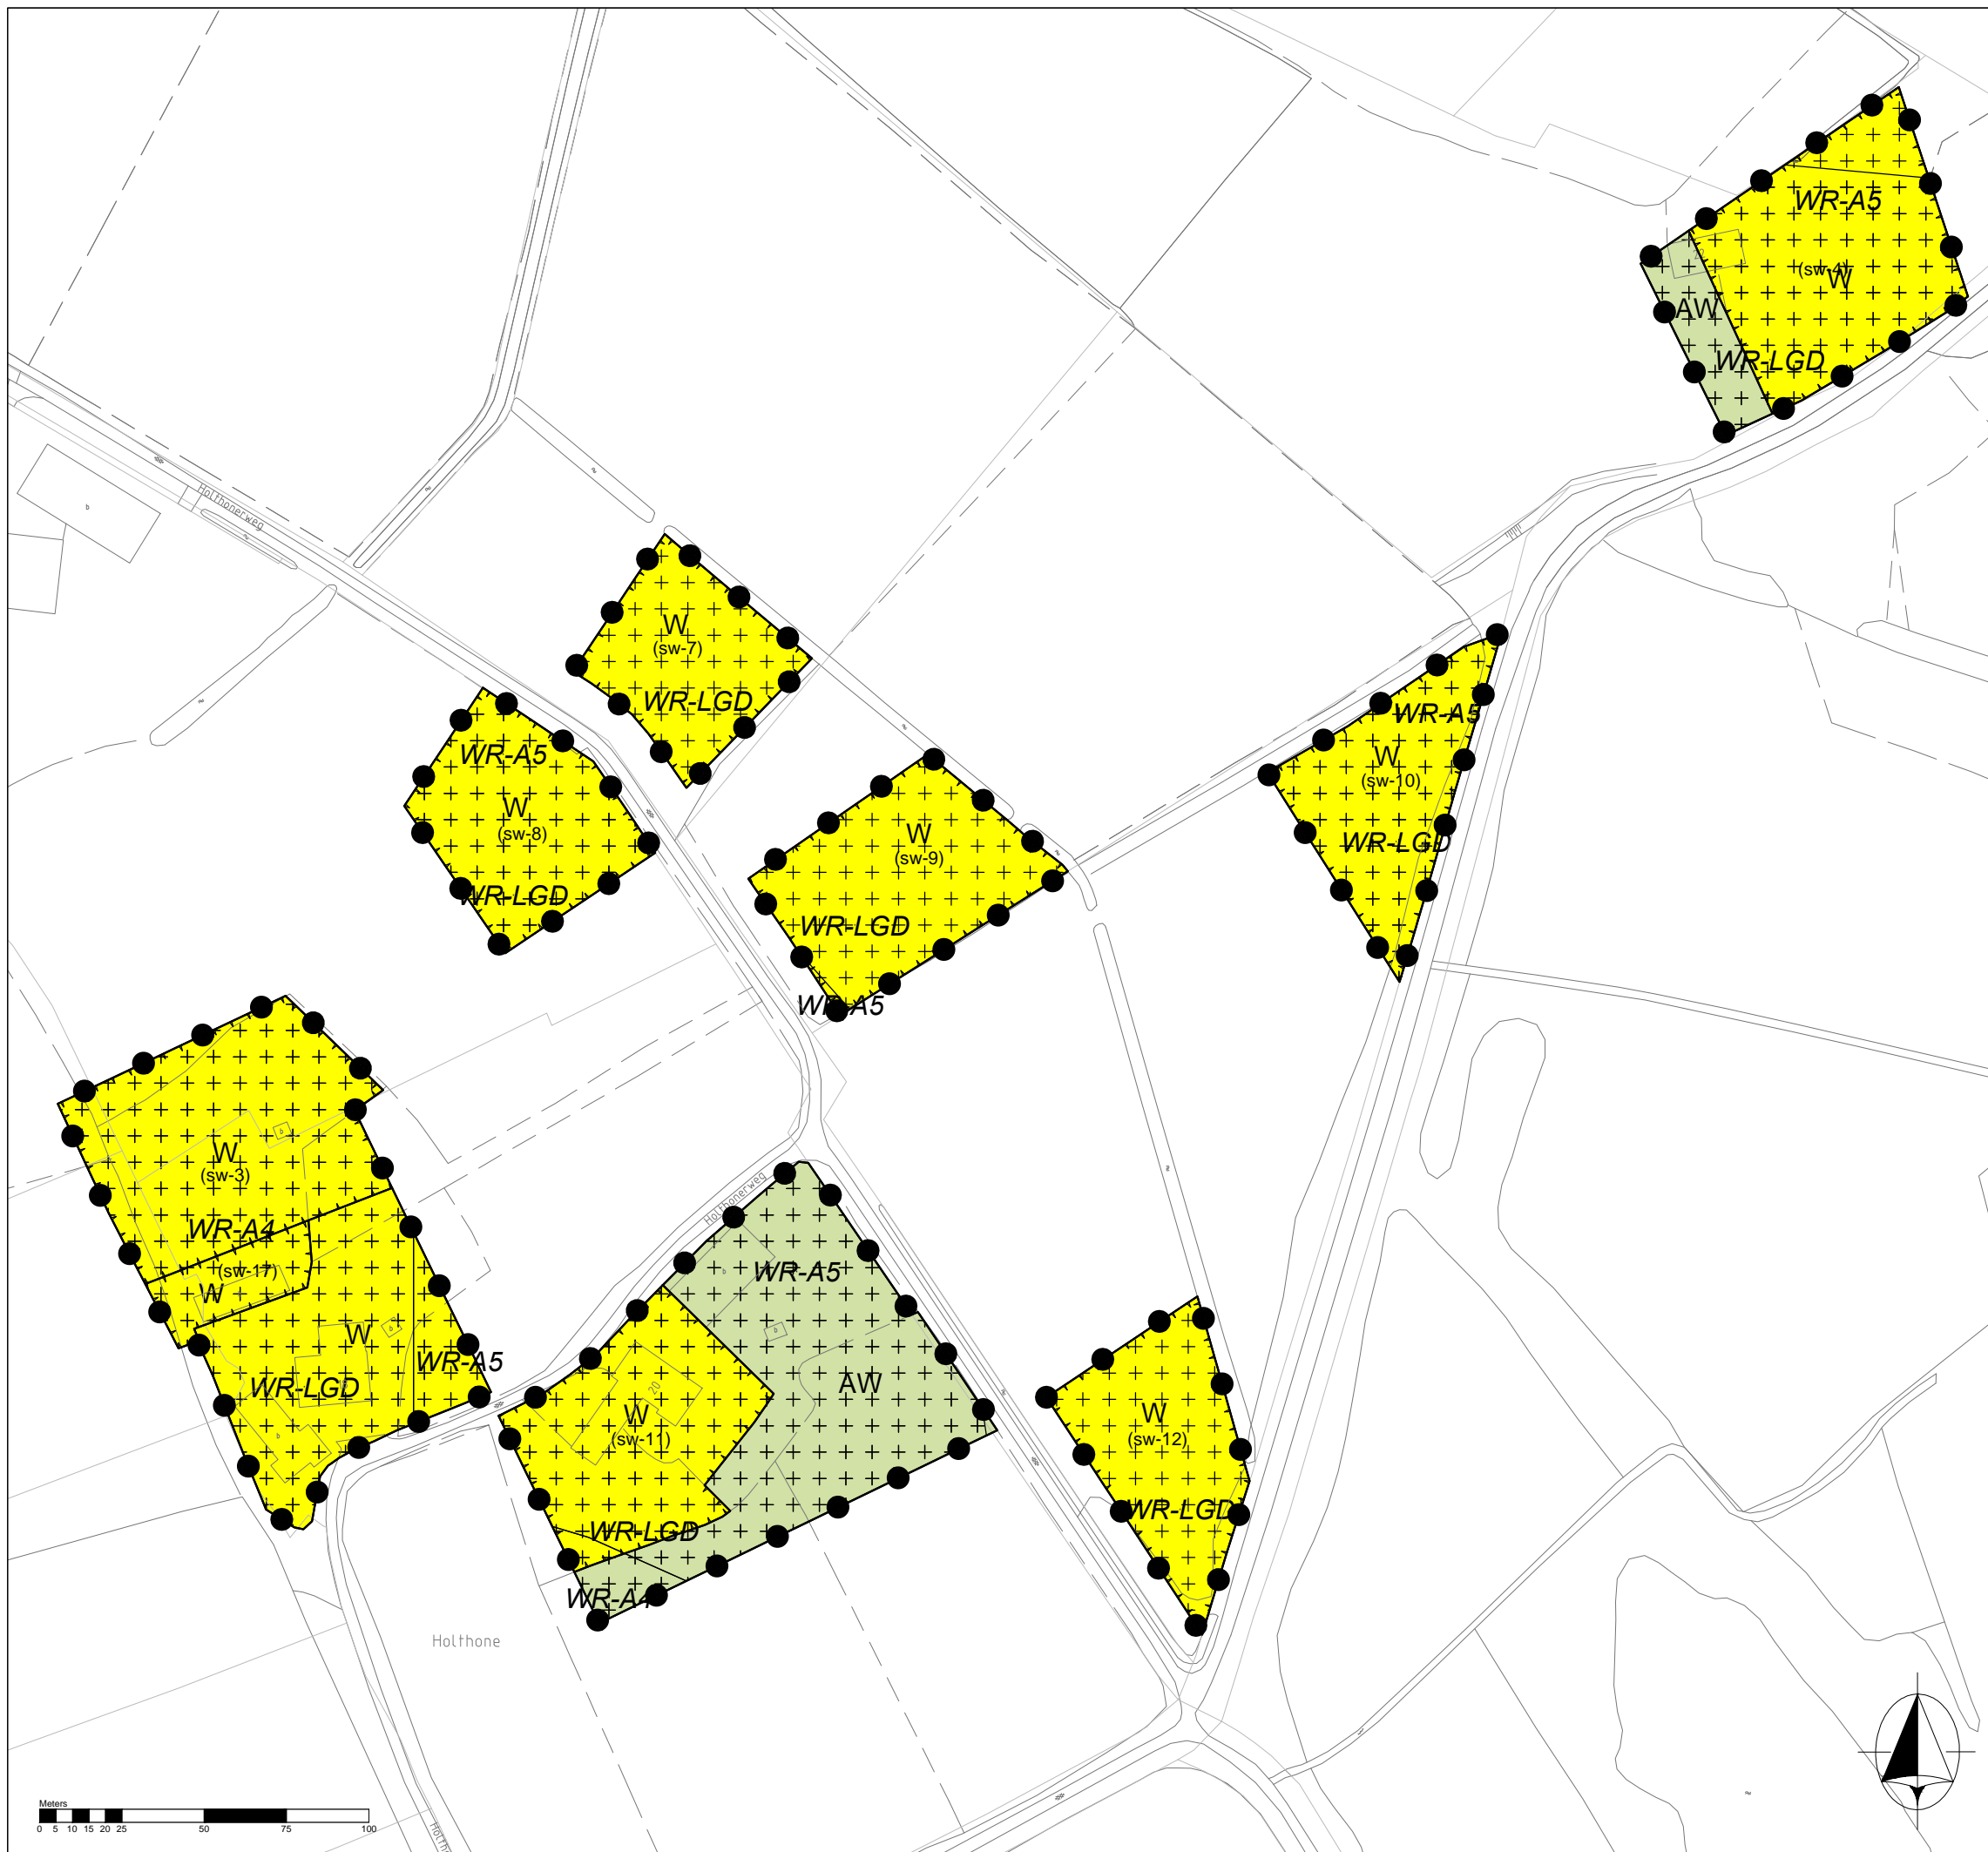 WR-A5
(sw-4)
W
AW
WR-LGD
Holthonerweg
W
(sw-7)
WR-LGD
WR-A5
W
(sw-8)
WR-LGD
W
(sw-9)
WR-LGD
WR-A5
WR-A5
W
(sw-10)
WR-LGD
W
(sw-3)
WR-A4
(sw-17)
W
W
WR-A5
WR-LGD
Holthonerweg
WR-A5
AW
20
W
(sw-11)
WR-LGD
WR-A4
W
(sw-12)
WR-LGD
Holthone
Meters
0 5 10 15 20 25 50 75 100